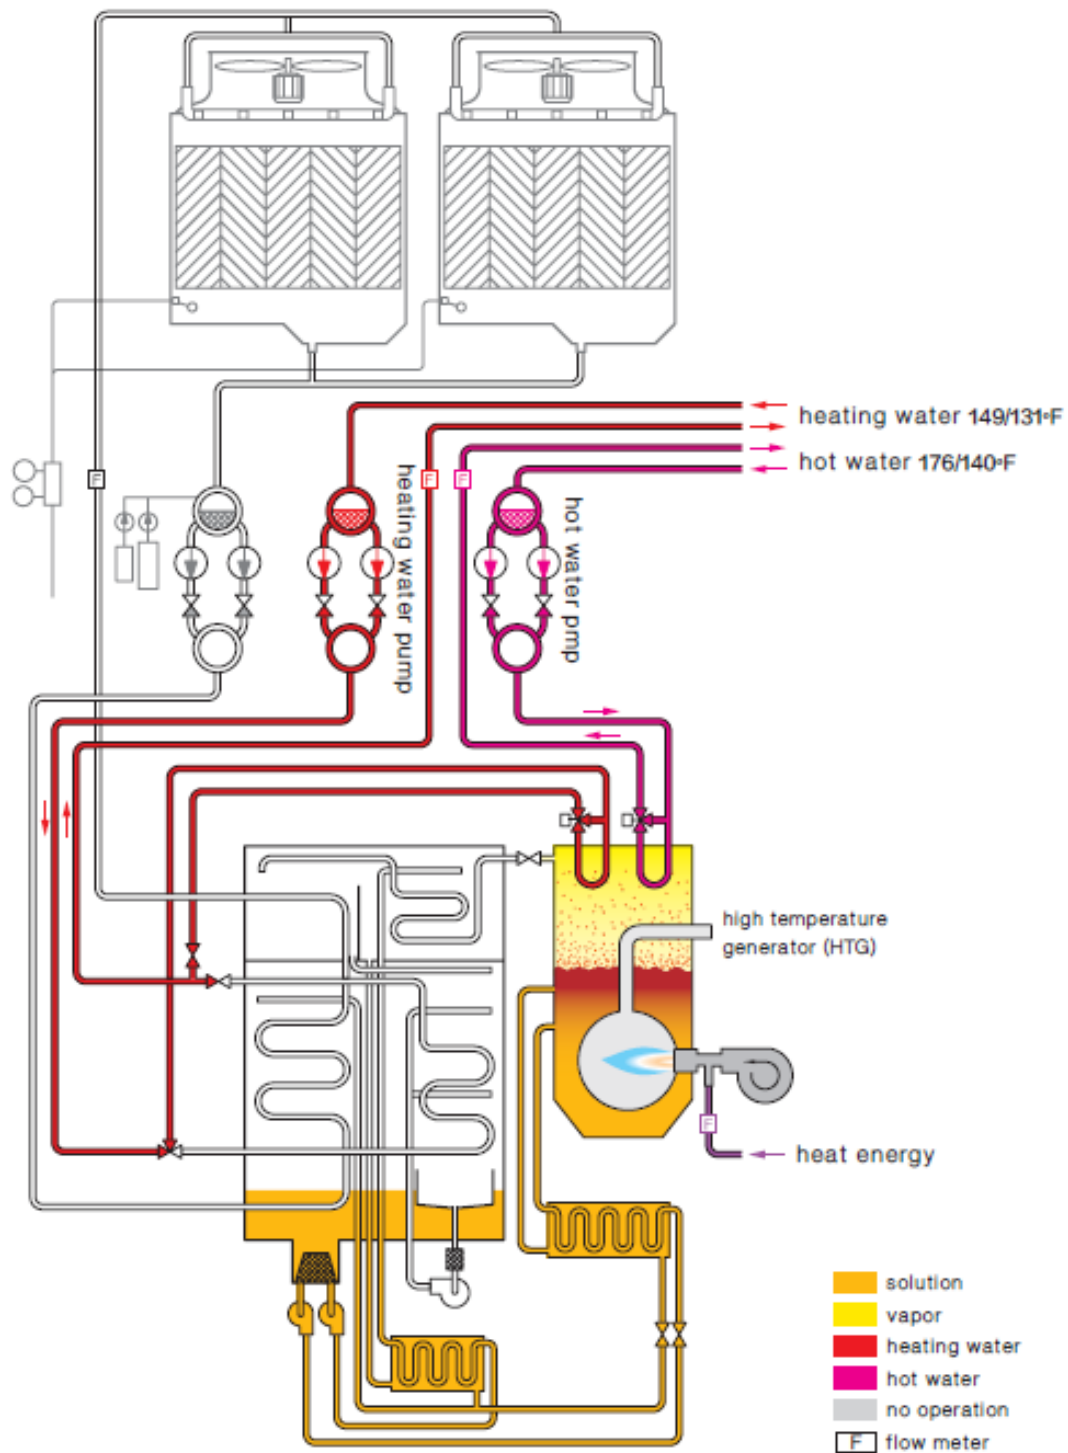 F
heating water 149/131°F
F
F
hot water 176/140°F
heating water pump
hot water pmp
high temperature
generator (HTG)
F
heat energy
solution
vapor
heating water
hot water
no operation
F flow meter